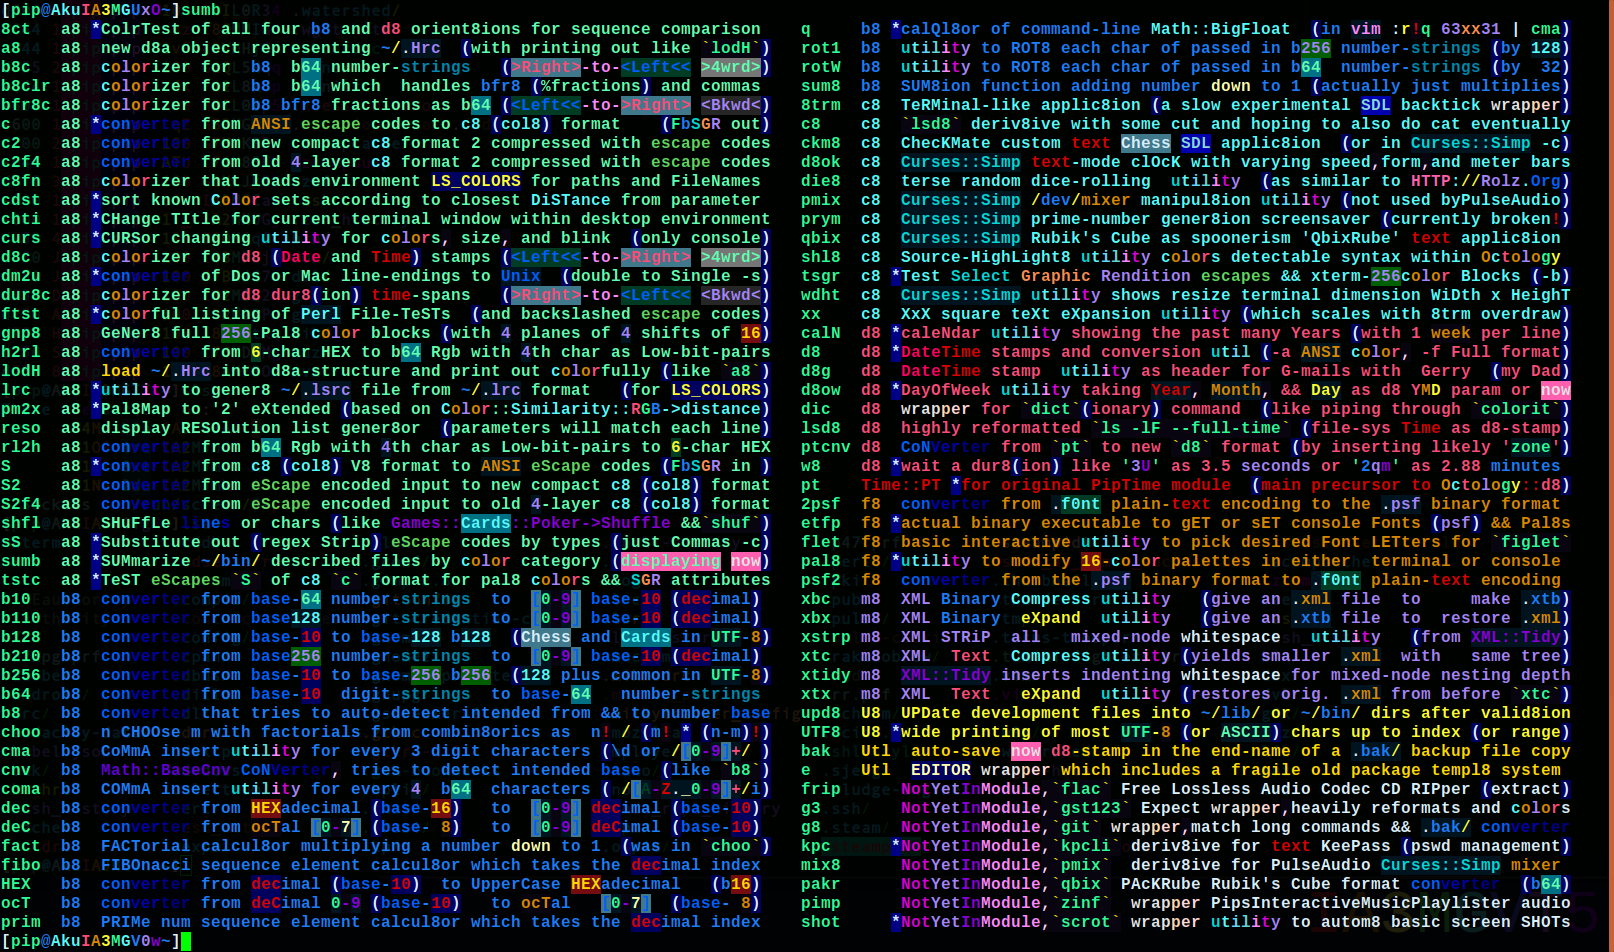 [pip@AkuIA3MGUxO~]sumb
8ct   a8 *ColrTest of all four b8 and d8 orient8ions for sequence comparison
a8    a8  new d8a object representing ~/.Hrc  (with printing out like `lodH`)
b8c   a8  colorizer for  b8  b64 number-strings   (>Right>-to-<Left<< >4wrd>)
b8clr a8  colorizer for  b8  b64 which  handles bfr8 (%fractions) and commas
bfr8c a8  colorizer for b8 bfr8 fractions as b64 (<Left<<-to->Right> <Bkwd<)
c     a8 *converter from ANSI escape codes to c8 (col8) format    (FbSGR out)
c2    a8  converter from new compact c8 format 2 compressed with escape codes
c2f4  a8  converter from old 4-layer c8 format 2 compressed with escape codes
c8fn  a8  colorizer that loads environment LS_COLORS for paths and FileNames
cdst  a8 *sort known Color sets according to closest DiSTance from parameter
chti  a8 *CHange TItle for current terminal window within desktop environment
curs  a8 *CURSor changing utility for colors, size, and blink  (only console)
d8c   a8 *colorizer for d8 (Date and Time) stamps (<Left<<-to->Right> >4wrd>)
dm2u  a8 *converter of Dos or Mac line-endings to Unix  (double to Single -s)
dur8c a8  colorizer for d8 dur8(ion) time-spans   (>Right>-to-<Left<< <Bkwd<)
ftst  a8 *colorful listing of Perl File-TeSTs  (and backslashed escape codes)
gnp8  a8 *GeNer8 full 256-Pal8 color blocks (with 4 planes of 4 shifts of 16)
h2rl  a8  converter from 6-char HEX to b64 Rgb with 4th char as Low-bit-pairs
lodH  a8  load ~/.Hrc into d8a-structure and print out colorfully (like `a8`)
lrc   a8 *utility to gener8 ~/.lsrc file from ~/.lrc format   (for LS_COLORS)
pm2x  a8 *Pal8Map to '2' eXtended (based on Color::Similarity::RGB->distance)
reso  a8 *display RESOlution list gener8or  (parameters will match each line)
rl2h  a8  converter from b64 Rgb with 4th char as Low-bit-pairs to 6-char HEX
S     a8 *converter from c8 (col8) V8 format to ANSI eScape codes (FbSGR in )
S2    a8  converter from eScape encoded input to new compact c8 (col8) format
S2f4  a8  converter from eScape encoded input to old 4-layer c8 (col8) format
shfl  a8 *SHuFfLe lines or chars (like Games::Cards::Poker->Shuffle &&`shuf`)
sS    a8 *Substitute out (regex Strip) eScape codes by types (just Commas -c)
sumb  a8 *SUMmarize ~/bin/ described files by color category (displaying now)
tstc  a8 *TeST eScapes `S` of c8 `c` format for pal8 colors && SGR attributes
b10   b8  converter from base-64 number-strings  to  [0-9] base-10 (decimal)
b110  b8  converter from base128 number-strings  to  [0-9] base-10 (decimal)
b128  b8  converter from base-10 to base-128 b128  (Chess and Cards in UTF-8)
b210  b8  converter from base256 number-strings  to  [0-9] base-10 (decimal)
b256  b8  converter from base-10 to base-256 b256 (128 plus common in UTF-8)
b64   b8  converter from base-10  digit-strings  to base-64   number-strings
b8    b8  converter that tries to auto-detect intended from && to number base
choo  b8  n CHOOse m with factorials from combin8orics as  n!/(m!* (n-m)!)
cma   b8  CoMmA insert utility for every 3 digit characters (\d or /[0-9]+/ )
cnv   b8  Math::BaseCnv CoNVerter, tries to detect intended base  (like `b8`)
coma  b8  COMmA insert utility for every 4  b64  characters  (/[A-Z._0-9]+/i)
dec   b8  converter from HEXadecimal (base-16)   to   [0-9] decimal (base-10)
deC   b8  converter from ocTal [0-7] (base- 8)   to   [0-9] deCimal (base-10)
fact  b8  FACTorial calcul8or multiplying a number down to 1 (was in `choo`)
fibo  b8  FIBOnacci sequence element calcul8or which takes the decimal index
HEX   b8  converter from decimal (base-10)  to UpperCase HEXadecimal   (b16)
ocT   b8  converter from deCimal 0-9 (base-10)   to ocTal   [0-7]  (base- 8)
prim  b8  PRIMe num sequence element calcul8or which takes the decimal index
q     b8 *calQl8or of command-line Math::BigFloat  (in vim :r!q 63xx31 | cma)
rot1  b8  utility to ROT8 each char of passed in b256 number-strings (by 128)
rotW  b8  utility to ROT8 each char of passed in b64  number-strings (by  32)
sum8  b8  SUM8ion function adding number down to 1 (actually just multiplies)
8trm  c8  TeRMinal-like applic8ion (a slow experimental SDL backtick wrapper)
c8    c8  `lsd8` deriv8ive with some cut and hoping to also do cat eventually
ckm8  c8  ChecKMate custom text Chess SDL applic8ion  (or in Curses::Simp -c)
d8ok  c8  Curses::Simp text-mode clOcK with varying speed,form,and meter bars
die8  c8  terse random dice-rolling  utility  (as similar to HTTP://Rolz.Org)
pmix  c8  Curses::Simp /dev/mixer manipul8ion utility (not used byPulseAudio)
prym  c8  Curses::Simp prime-number gener8ion screensaver (currently broken!)
qbix  c8  Curses::Simp Rubik's Cube as spoonerism 'QbixRube' text applic8ion
shl8  c8  Source-HighLight8 utility colors detectable syntax within Octology
tsgr  c8 *Test Select Graphic Rendition escapes && xterm-256color Blocks (-b)
wdht  c8  Curses::Simp utility shows resize terminal dimension WiDth x HeighT
xx    c8  XxX square teXt eXpansion utility (which scales with 8trm overdraw)
calN  d8 *caleNdar utility showing the past many Years (with 1 week per line)
d8    d8 *DateTime stamps and conversion util (-a ANSI color, -f Full format)
d8g   d8  DateTime stamp  utility as header for G-mails with Gerry  (my Dad)
d8ow  d8 *DayOfWeek utility taking Year, Month, && Day as d8 YMD param or now
dic   d8  wrapper for `dict`(ionary) command  (like piping through `colorit`)
lsd8  d8  highly reformatted `ls -lF --full-time` (file-sys Time as d8-stamp)
ptcnv d8  CoNVerter from `pt` to new `d8` format (by inserting likely 'zone')
w8    d8 *wait a dur8(ion) like '3U' as 3.5 seconds or '2qm' as 2.88 minutes
pt    Time::PT *for original PipTime module  (main precursor to Octology::d8)
2psf  f8  converter from .f0nt plain-text encoding to the .psf binary format
etfp  f8 *actual binary executable to gET or sET console Fonts (psf) && Pal8s
flet  f8  basic interactive utility to pick desired Font LETters for `figlet`
pal8  f8 *utility to modify 16-color palettes in either  terminal or console
psf2  f8  converter from the .psf binary format to .f0nt plain-text encoding
xbc   m8  XML Binary Compress utility   (give an .xml file  to     make .xtb)
xbx   m8  XML Binary  eXpand  utility   (give an .xtb file  to  restore .xml)
xstrp m8  XML STRiP  all   mixed-node whitespace   utility   (from XML::Tidy)
xtc   m8  XML  Text  Compress utility (yields smaller .xml  with   same tree)
xtidy m8  XML::Tidy inserts indenting whitespace for mixed-node nesting depth
xtx   m8  XML  Text   eXpand  utility (restores orig. .xml from before `xtc`)
upd8  U8  UPDate development files into ~/lib/ or ~/bin/ dirs after valid8ion
UTF8  U8 *wide printing of most UTF-8 (or ASCII) chars up to index (or range)
bak   Utl  auto-save now d8-stamp in the end-name of a .bak/ backup file copy
e     Utl  EDITOR wrapper which includes a fragile old package templ8 system
frip      NotYetInModule,`flac` Free Lossless Audio Codec CD RIPper (extract)
g3        NotYetInModule,`gst123` Expect wrapper,heavily reformats and colors
g8        NotYetInModule,`git` wrapper,match long commands && .bak/ converter
kpc      *NotYetInModule,`kpcli` deriv8ive for text KeePass (pswd management)
mix8      NotYetInModule,`pmix`  deriv8ive for PulseAudio Curses::Simp mixer
pakr      NotYetInModule,`qbix` PAcKRube Rubik's Cube format converter  (b64)
pimp      NotYetInModule,`zinf`  wrapper PipsInteractiveMusicPlaylister audio
shot     *NotYetInModule,`scrot` wrapper utility to autom8 basic screen SHOTs
[pip@AkuIA3MGV0w~]